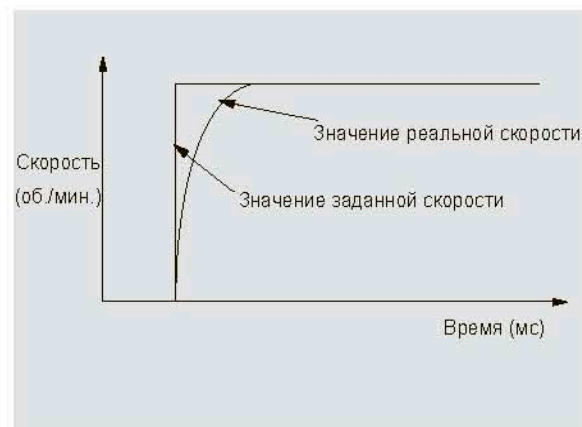 Значение реальной скорости
Скорость
(об./мин.)
Значение заданной скорости
Время (мс)